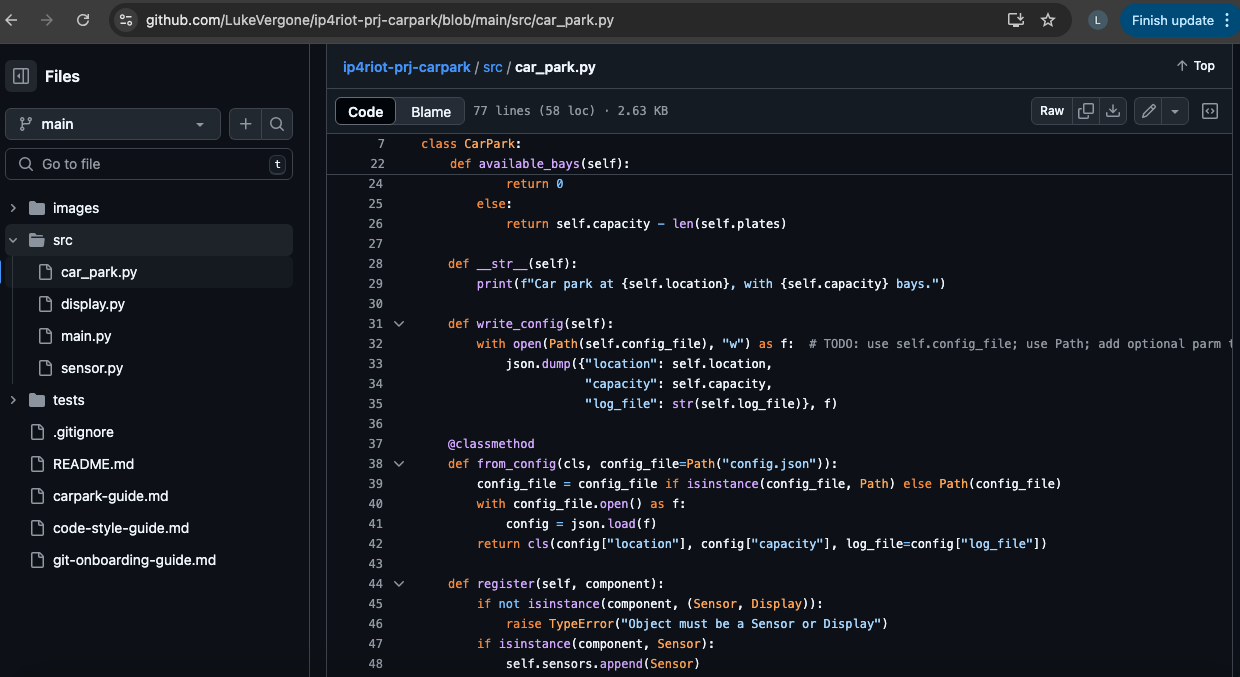 github.com/LukeVergone/ip4riot-prj-carpark/blob/main/src/car_park.py
L
Finish update
Files
main
Go to file
t
images
src
car_park.py
display.py
main.py
sensor.py
tests
.gitignore
README.md
carpark-guide.md
code-style-guide.md
git-onboarding-guide.md
ip4riot-prj-carpark / src / car_park.py
Top
Code
Blame
77 lines (58 loc) · 2.63 KB
Raw
7 class CarPark:
22 def available_bays(self):
24 return 0
25 else:
26 return self.capacity - len(self.plates)
27
28 def __str__(self):
29 print(f"Car park at {self.location}, with {self.capacity} bays.")
30
31 def write_config(self):
32 with open(Path(self.config_file), "w") as f: # TODO: use self.config_file; use Path; add optional parm
33 json.dump({"location": self.location,
34 "capacity": self.capacity,
35 "log_file": str(self.log_file)}, f)
36
37 @classmethod
38 def from_config(cls, config_file=Path("config.json")):
39 config_file = config_file if isinstance(config_file, Path) else Path(config_file)
40 with config_file.open() as f:
41 config = json.load(f)
42 return cls(config["location"], config["capacity"], log_file=config["log_file"])
43
44 def register(self, component):
45 if not isinstance(component, (Sensor, Display)):
46 raise TypeError("Object must be a Sensor or Display")
47 if isinstance(component, Sensor):
48 self.sensors.append(Sensor)